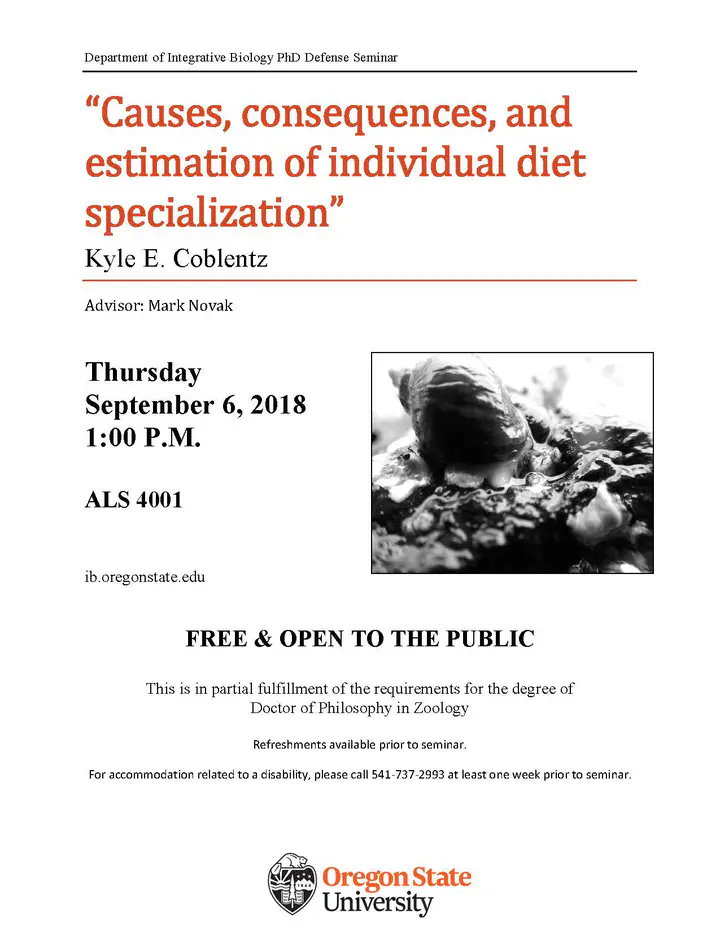 Department of Integrative Biology PhD Defense Seminar
“Causes, consequences, and
estimation of individual diet
specialization”
Kyle E. Coblentz
Advisor: Mark Novak
Thursday
September 6, 2018
1:00 P.M.
ALS 4001
ib.oregonstate.edu
FREE & OPEN TO THE PUBLIC
This is in partial fulfillment of the requirements for the degree of
Doctor of Philosophy in Zoology
Refreshments available prior to seminar.
For accommodation related to a disability, please call 541-737-2993 at least one week prior to seminar.
Oregon State
University